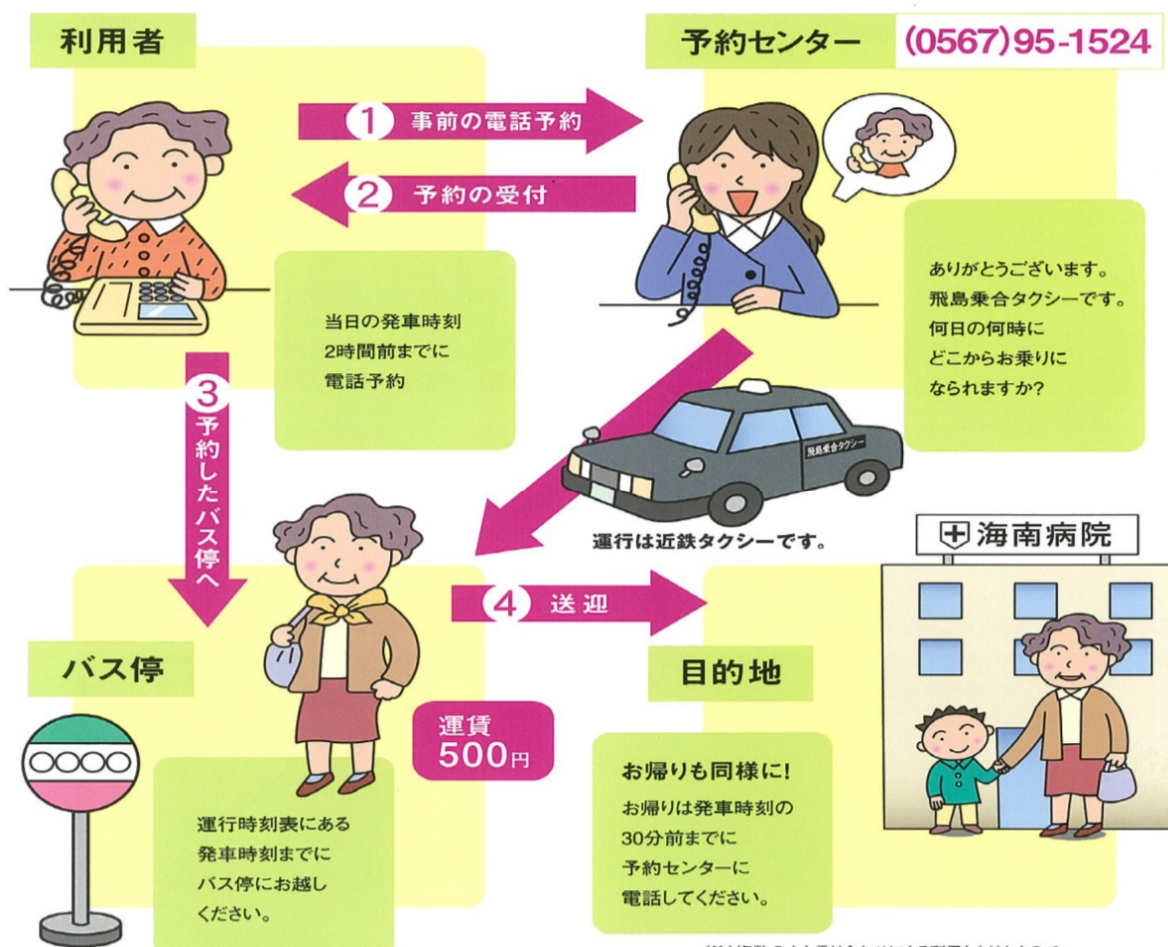 利用者
予約センター (0567)95-1524
1 事前の電話予約
2 予約の受付
当日の発車時刻
2時間前までに
電話予約
ありがとうございます。
飛島乗合タクシーです。
何日の何時に
どこからお乗りに
なられますか?
3 予約したバス停へ
飛島乗合タクシー
運行は近鉄タクシーです。
海南病院
4 送迎
バス停
目的地
運賃
500円
○○○○
運行時刻表にある
発車時刻までに
バス停にお越し
ください。
お帰りも同様に!
お帰りは発車時刻の
30分前までに
予約センターに
電話してください。